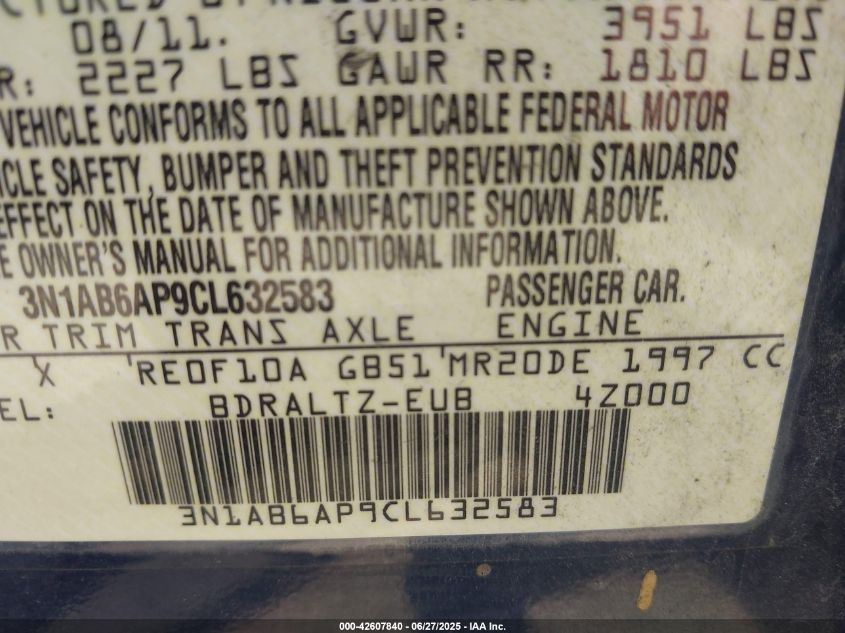 08/11. GVWR: 3951 LBS
R: 2227 LBS GAWR RR: 1810 LBS
VEHICLE CONFORMS TO ALL APPLICABLE FEDERAL MOTOR
ICLE SAFETY, BUMPER AND THEFT PREVENTION STANDARDS
EFFECT ON THE DATE OF MANUFACTURE SHOWN ABOVE.
E OWNER'S MANUAL FOR ADDITIONAL INFORMATION.
3N1AB6AP9CL632583 PASSENGER CAR.
R TRIM TRANS AXLE ENGINE
X RE0F10A GB51 MR20DE 1997 CC
EL: BDRALTZ-EUB 4Z000
3N1AB6AP9CL632583
000-42607840 - 06/27/2025 - IAA Inc.